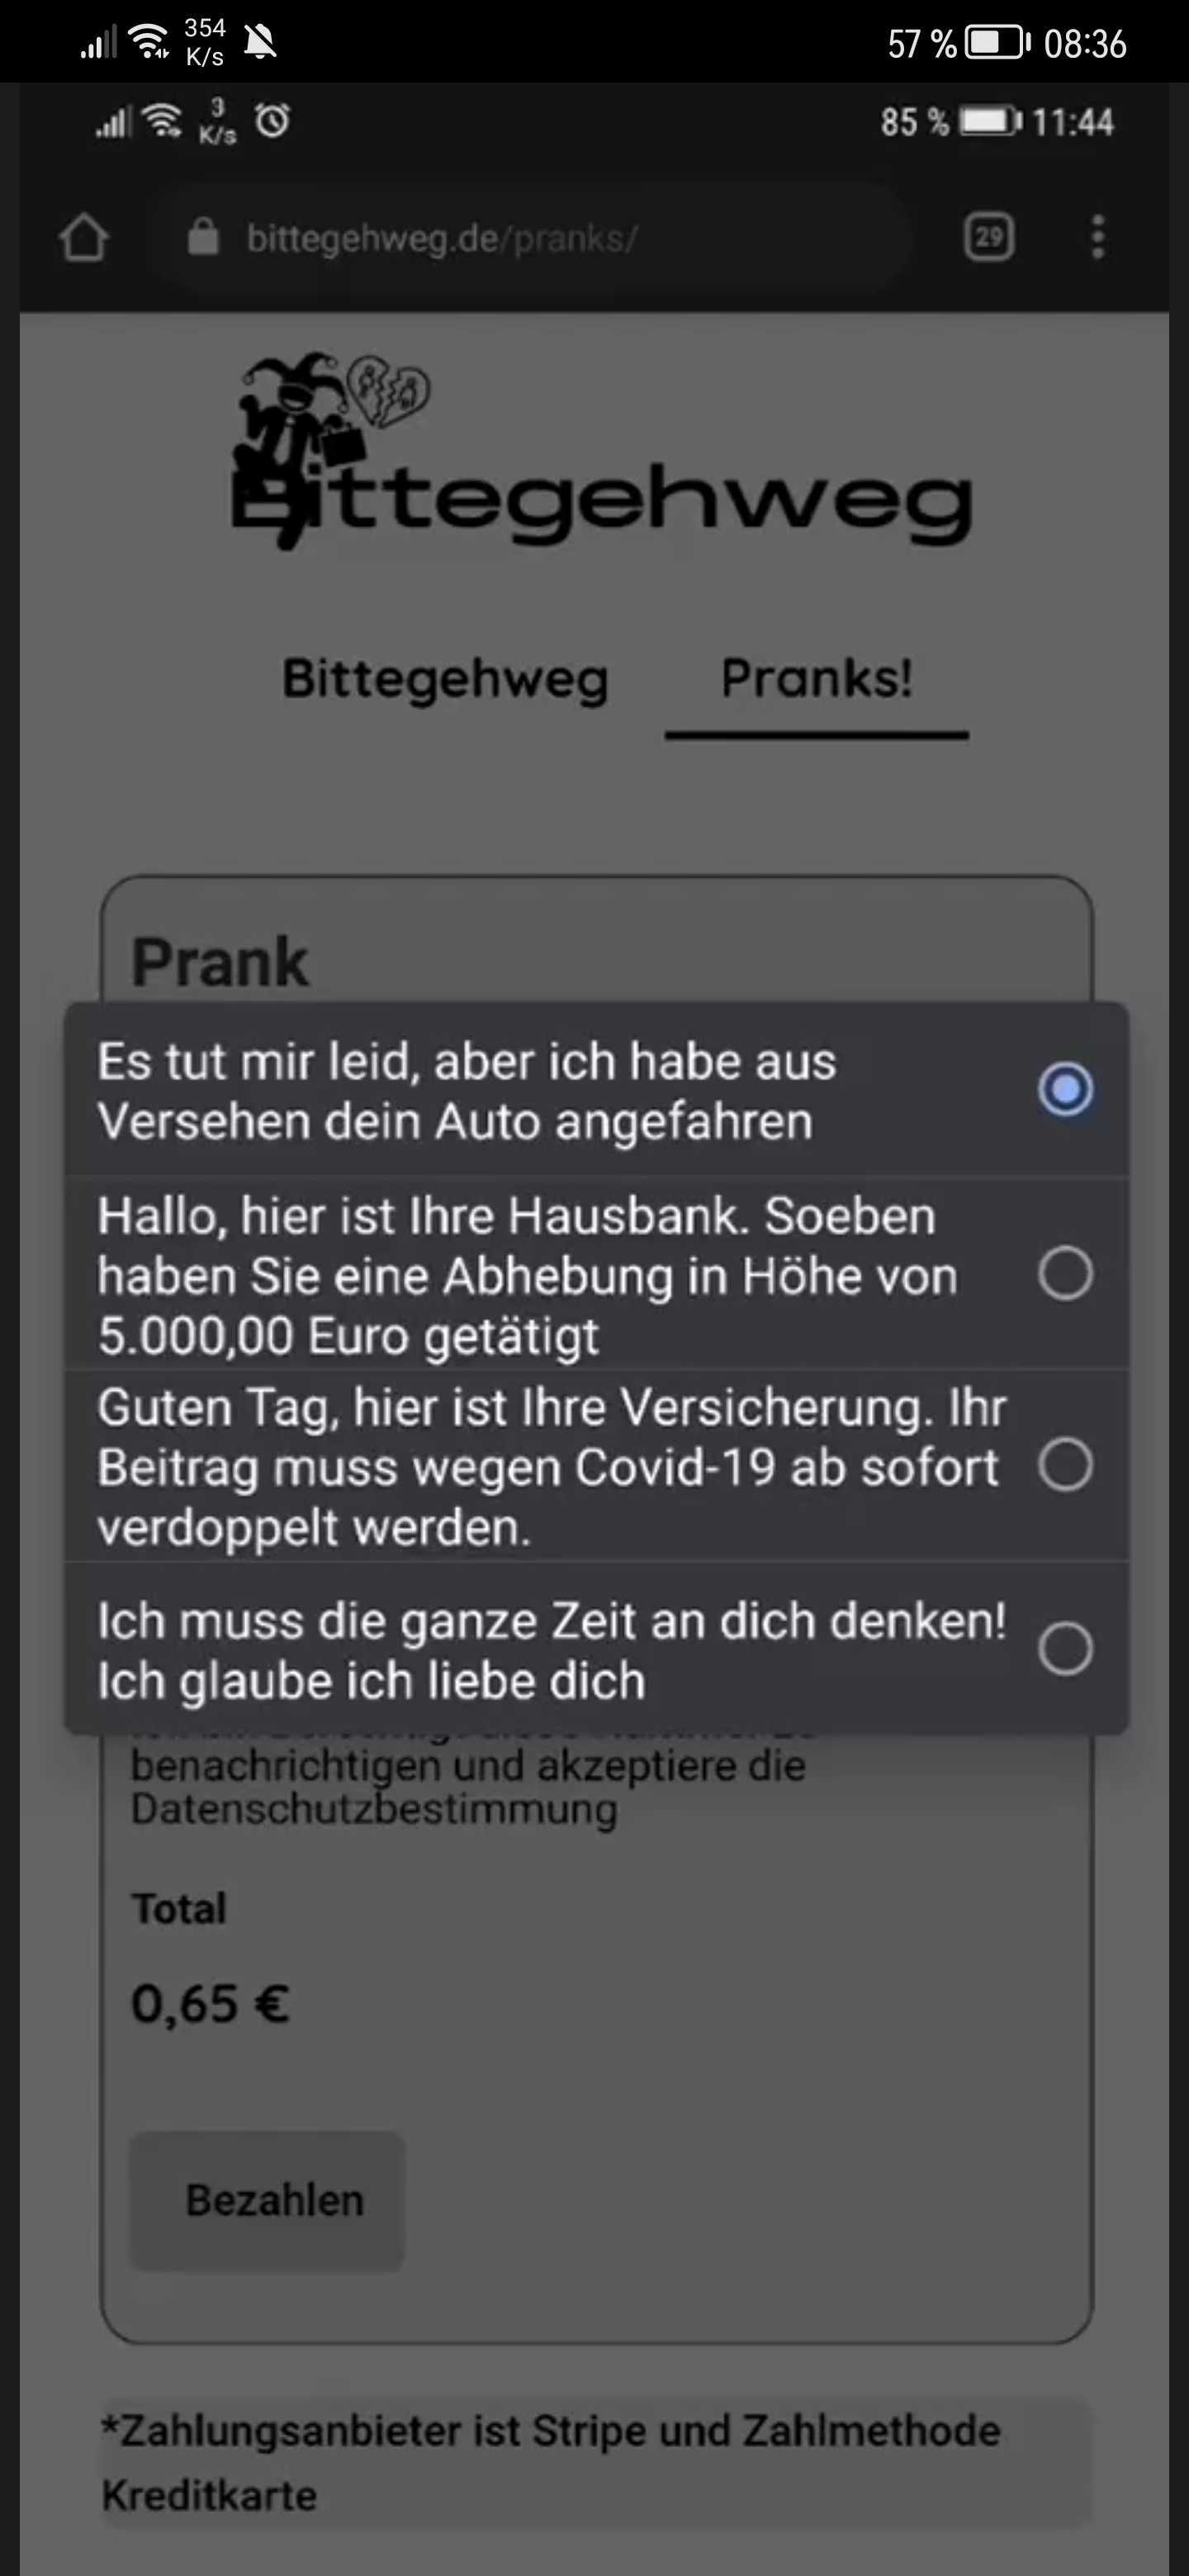 354
K/s
57 %
08:36
3
K/s
85 %
11:44
bittegehweg.de/pranks/
29
Bittegehweg
Bittegehweg
Pranks!
Prank
Es tut mir leid, aber ich habe aus
Versehen dein Auto angefahren
Hallo, hier ist Ihre Hausbank. Soeben
haben Sie eine Abhebung in Höhe von
5.000,00 Euro getätigt
Guten Tag, hier ist Ihre Versicherung. Ihr
Beitrag muss wegen Covid-19 ab sofort
verdoppelt werden.
Ich muss die ganze Zeit an dich denken!
Ich glaube ich liebe dich
benachrichtigen und akzeptiere die
Datenschutzbestimmung
Total
0,65 €
Bezahlen
*Zahlungsanbieter ist Stripe und Zahlmethode
Kreditkarte